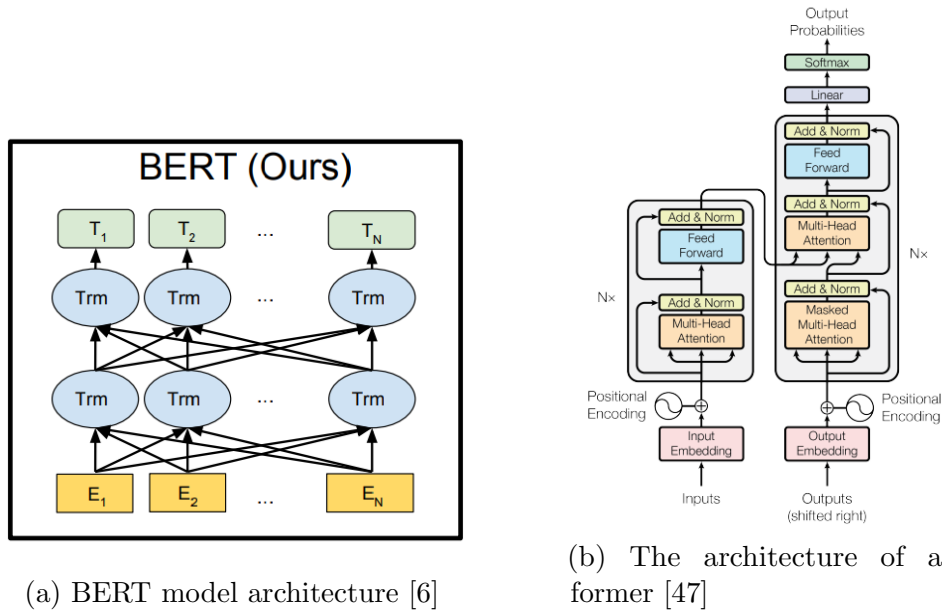 BERT (Ours)
T1 T2 ... TN
Trm Trm ... Trm
Trm Trm ... Trm
E1 E2 ... EN
(a) BERT model architecture [6]
Output
Probabilities
Softmax
Linear
Add & Norm
Feed
Forward
Add & Norm
Multi-Head
Attention
Add & Norm
Masked
Multi-Head
Attention
N×
Add & Norm
Feed
Forward
N×
Add & Norm
Multi-Head
Attention
Positional
Encoding
Positional
Encoding
Input
Embedding
Output
Embedding
Inputs
Outputs
(shifted right)
(b) The architecture of a
former [47]